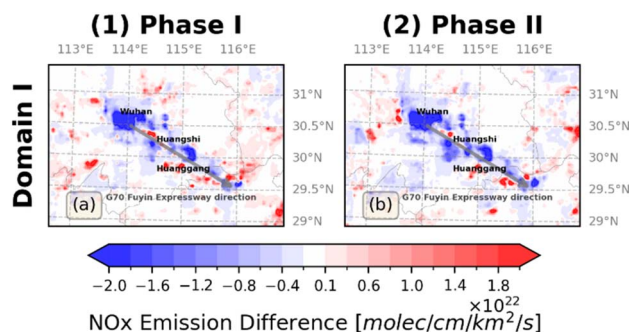 (1) Phase I (2) Phase II
113°E 114°E 115°E 116°E 113°E 114°E 115°E 116°E
Domain I
Wuhan
Huangshi
Huanggang
G70 Fuyin Expressway direction
(a)
31°N
30.5°N
30°N
29.5°N
29°N
Wuhan
Huangshi
Huanggang
G70 Fuyin Expressway direction
(b)
31°N
30.5°N
30°N
29.5°N
29°N
-2.0 -1.6 -1.2 -0.8 -0.4 0.1 0.6 1.0 1.4 1.8
×10²²
NOx Emission Difference [molec/cm/km²/s]